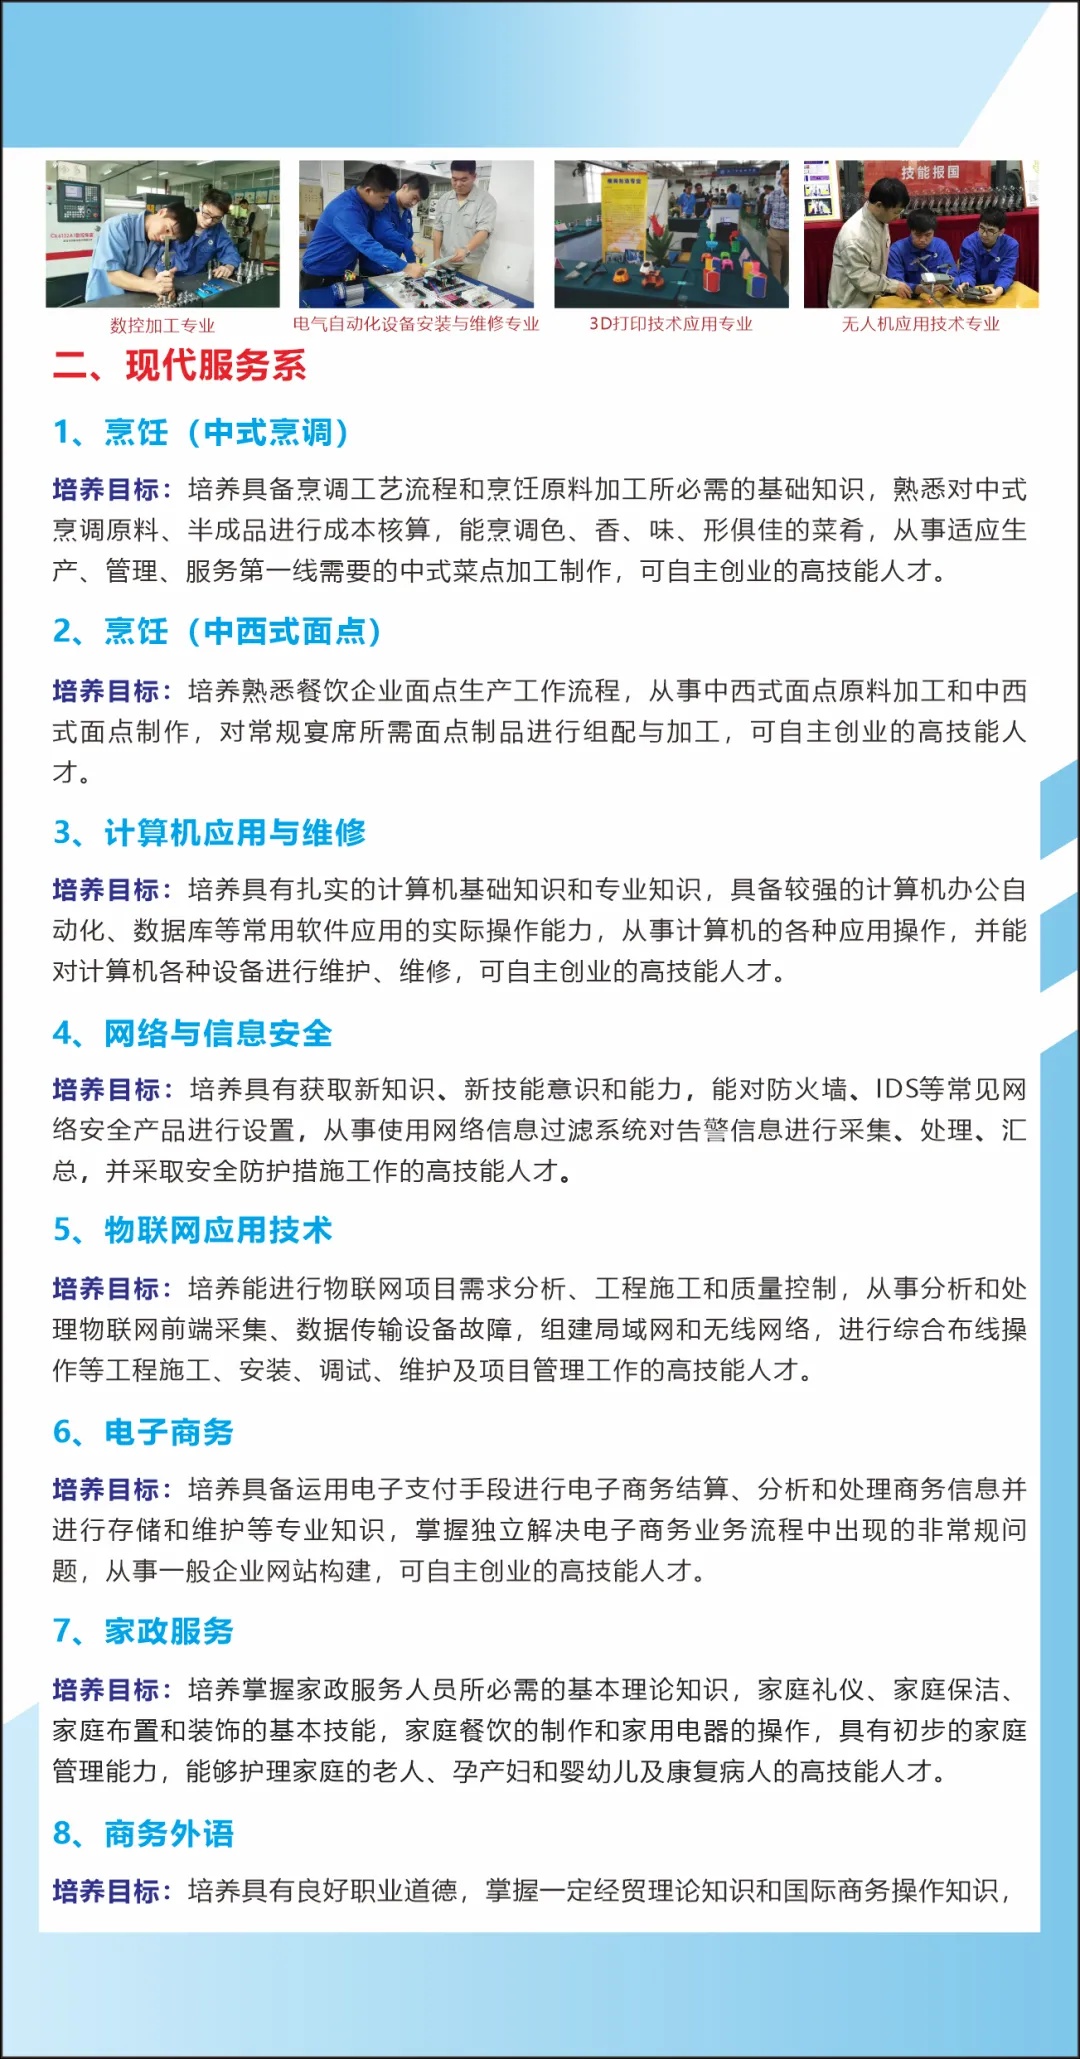 技能报国
数控加工专业
电气自动化设备安装与维修专业
3D打印技术应用专业
无人机应用技术专业
二、现代服务系
1、烹饪（中式烹调）
培养目标：培养具备烹调工艺流程和烹饪原料加工所必需的基础知识，熟悉对中式
烹调原料、半成品进行成本核算，能烹调色、香、味、形俱佳的菜肴，从事适应生
产、管理、服务第一线需要的中式菜点加工制作，可自主创业的高技能人才。
2、烹饪（中西式面点）
培养目标：培养熟悉餐饮企业面点生产工作流程，从事中西式面点原料加工和中西
式面点制作，对常规宴席所需面点制品进行组配与加工，可自主创业的高技能人
才。
3、计算机应用与维修
培养目标：培养具有扎实的计算机基础知识和专业知识，具备较强的计算机办公自
动化、数据库等常用软件应用的实际操作能力，从事计算机的各种应用操作，并能
对计算机各种设备进行维护、维修，可自主创业的高技能人才。
4、网络与信息安全
培养目标：培养具有获取新知识、新技能意识和能力，能对防火墙、IDS等常见网
络安全产品进行设置，从事使用网络信息过滤系统对告警信息进行采集、处理、汇
总，并采取安全防护措施工作的高技能人才。
5、物联网应用技术
培养目标：培养能进行物联网项目需求分析、工程施工和质量控制，从事分析和处
理物联网前端采集、数据传输设备故障，组建局域网和无线网络，进行综合布线操
作等工程施工、安装、调试、维护及项目管理工作的高技能人才。
6、电子商务
培养目标：培养具备运用电子支付手段进行电子商务结算、分析和处理商务信息并
进行存储和维护等专业知识，掌握独立解决电子商务业务流程中出现的非常规问
题，从事一般企业网站构建，可自主创业的高技能人才。
7、家政服务
培养目标：培养掌握家政服务人员所必需的基本理论知识，家庭礼仪、家庭保洁、
家庭布置和装饰的基本技能，家庭餐饮的制作和家用电器的操作，具有初步的家庭
管理能力，能够护理家庭的老人、孕产妇和婴幼儿及康复病人的高技能人才。
8、商务外语
培养目标：培养具有良好职业道德，掌握一定经贸理论知识和国际商务操作知识，